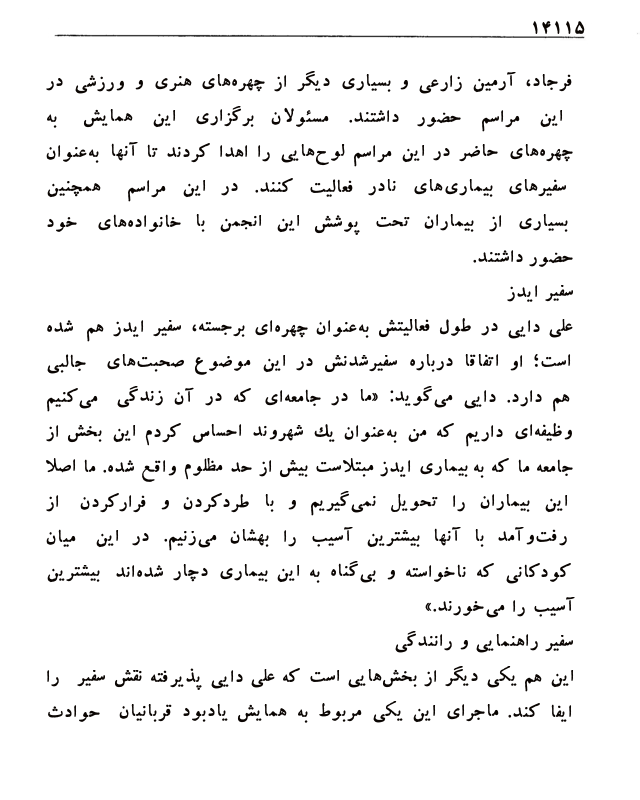 ۱۴۱۱۵
فرجاد، آرمین زارعی و بسیاری دیگر از چهره‌های هنری و ورزشی در
این مراسم حضور داشتند. مسئولان برگزاری این همایش به
چهره‌های حاضر در این مراسم لوح‌هایی را اهدا کردند تا آنها به‌عنوان
سفیرهای بیماری‌های نادر فعالیت کنند. در این مراسم همچنین
بسیاری از بیماران تحت پوشش این انجمن با خانواده‌های خود
حضور داشتند.
سفیر ایدز
علی دایی در طول فعالیتش به‌عنوان چهره‌ای برجسته، سفیر ایدز هم شده
است؛ او اتفاقا درباره سفیرشدنش در این موضوع صحبت‌های جالبی
هم دارد. دایی می‌گوید: «ما در جامعه‌ای که در آن زندگی می‌کنیم
وظیفه‌ای داریم که من به‌عنوان یك شهروند احساس کردم این بخش از
جامعه ما که به بیماری ایدز مبتلاست بیش از حد مظلوم واقع شده. ما اصلا
این بیماران را تحویل نمی‌گیریم و با طردکردن و فرارکردن از
رفت‌وآمد با آنها بیشترین آسیب را بهشان می‌زنیم. در این میان
کودکانی که ناخواسته و بی‌گناه به این بیماری دچار شده‌اند بیشترین
آسیب را می‌خورند.»
سفیر راهنمایی و رانندگی
این هم یکی دیگر از بخش‌هایی است که علی دایی پذیرفته نقش سفیر را
ایفا کند. ماجرای این یکی مربوط به همایش یادبود قربانیان حوادث